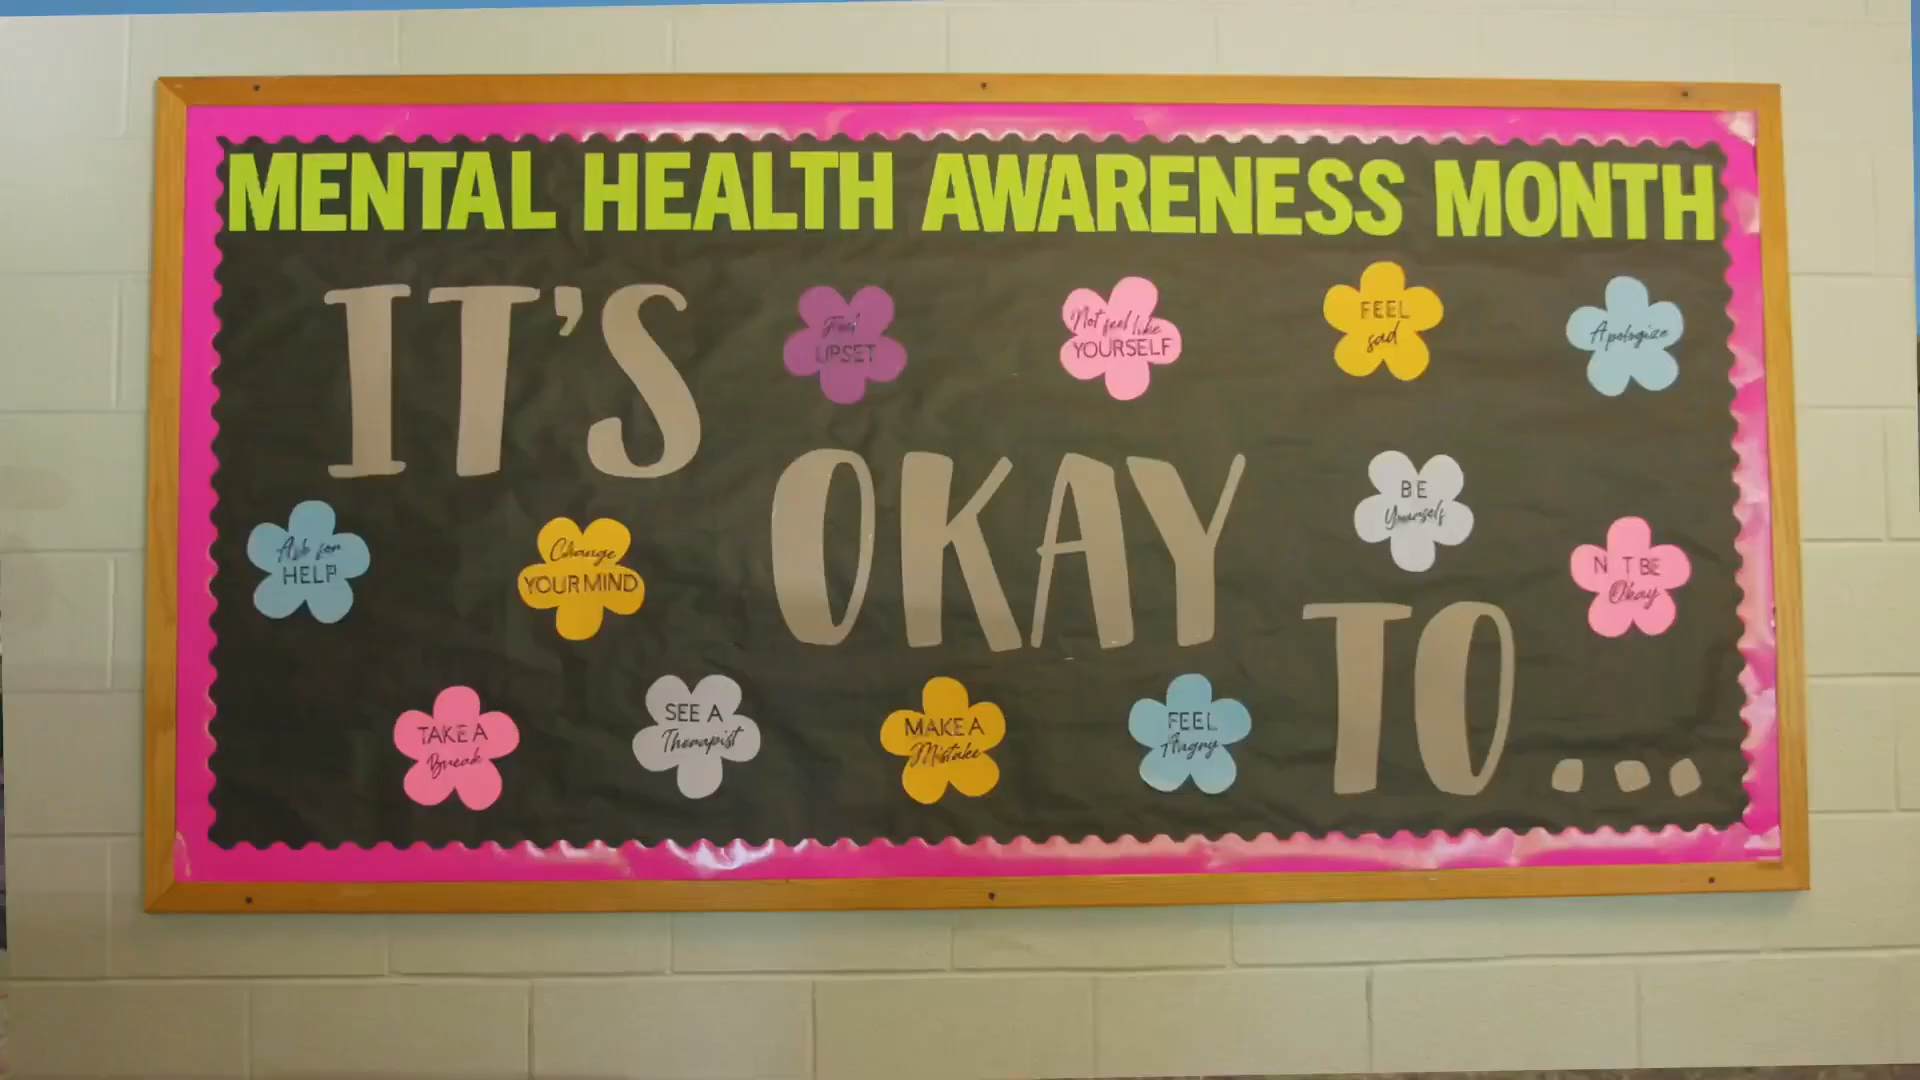 MENTAL HEALTH AWARENESS MONTH
IT'S
OKAY
TO...
Feel
UPSET
Not feel like
YOURSELF
FEEL
sad
Apologize
BE
Yourself
N T BE
Okay
Ask for
HELP
Change
YOUR MIND
TAKE A
Break
SEE A
Therapist
MAKE A
Mistake
FEEL
Angry